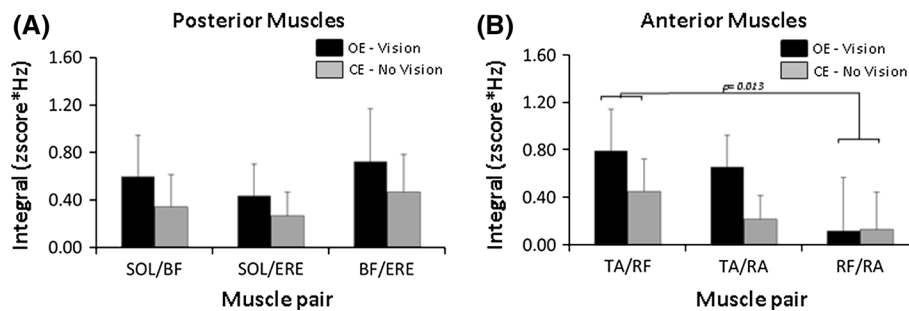 (A)
Posterior Muscles
OE - Vision
CE - No Vision
Integral (zscore*Hz)
1.60
1.20
0.80
0.40
0.00
SOL/BF
SOL/ERE
BF/ERE
Muscle pair
(B)
Anterior Muscles
OE - Vision
CE - No Vision
Integral (zscore*Hz)
1.60
1.20
0.80
0.40
0.00
p= 0.013
TA/RF
TA/RA
RF/RA
Muscle pair